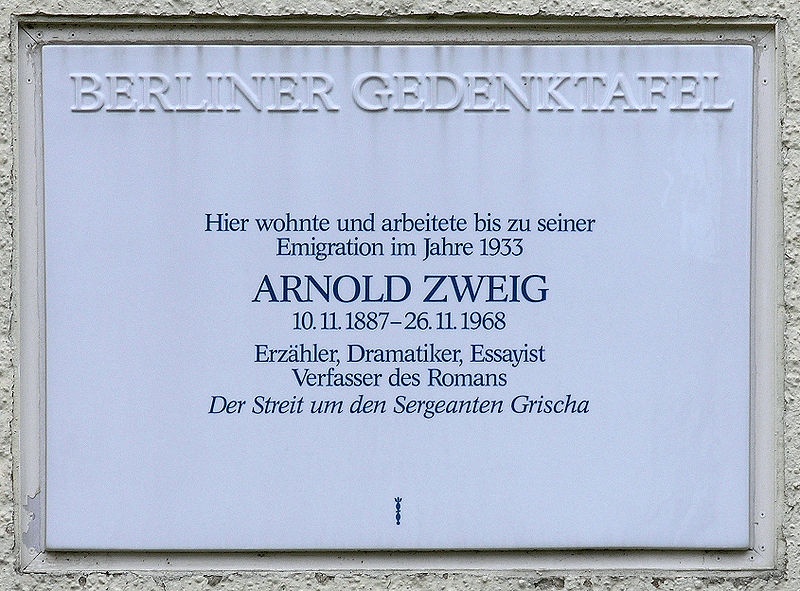 BERLINER GEDENKTAFEL
Hier wohnte und arbeitete bis zu seiner
Emigration im Jahre 1933
ARNOLD ZWEIG
10.11.1887–26.11.1968
Erzähler, Dramatiker, Essayist
Verfasser des Romans
Der Streit um den Sergeanten Grischa